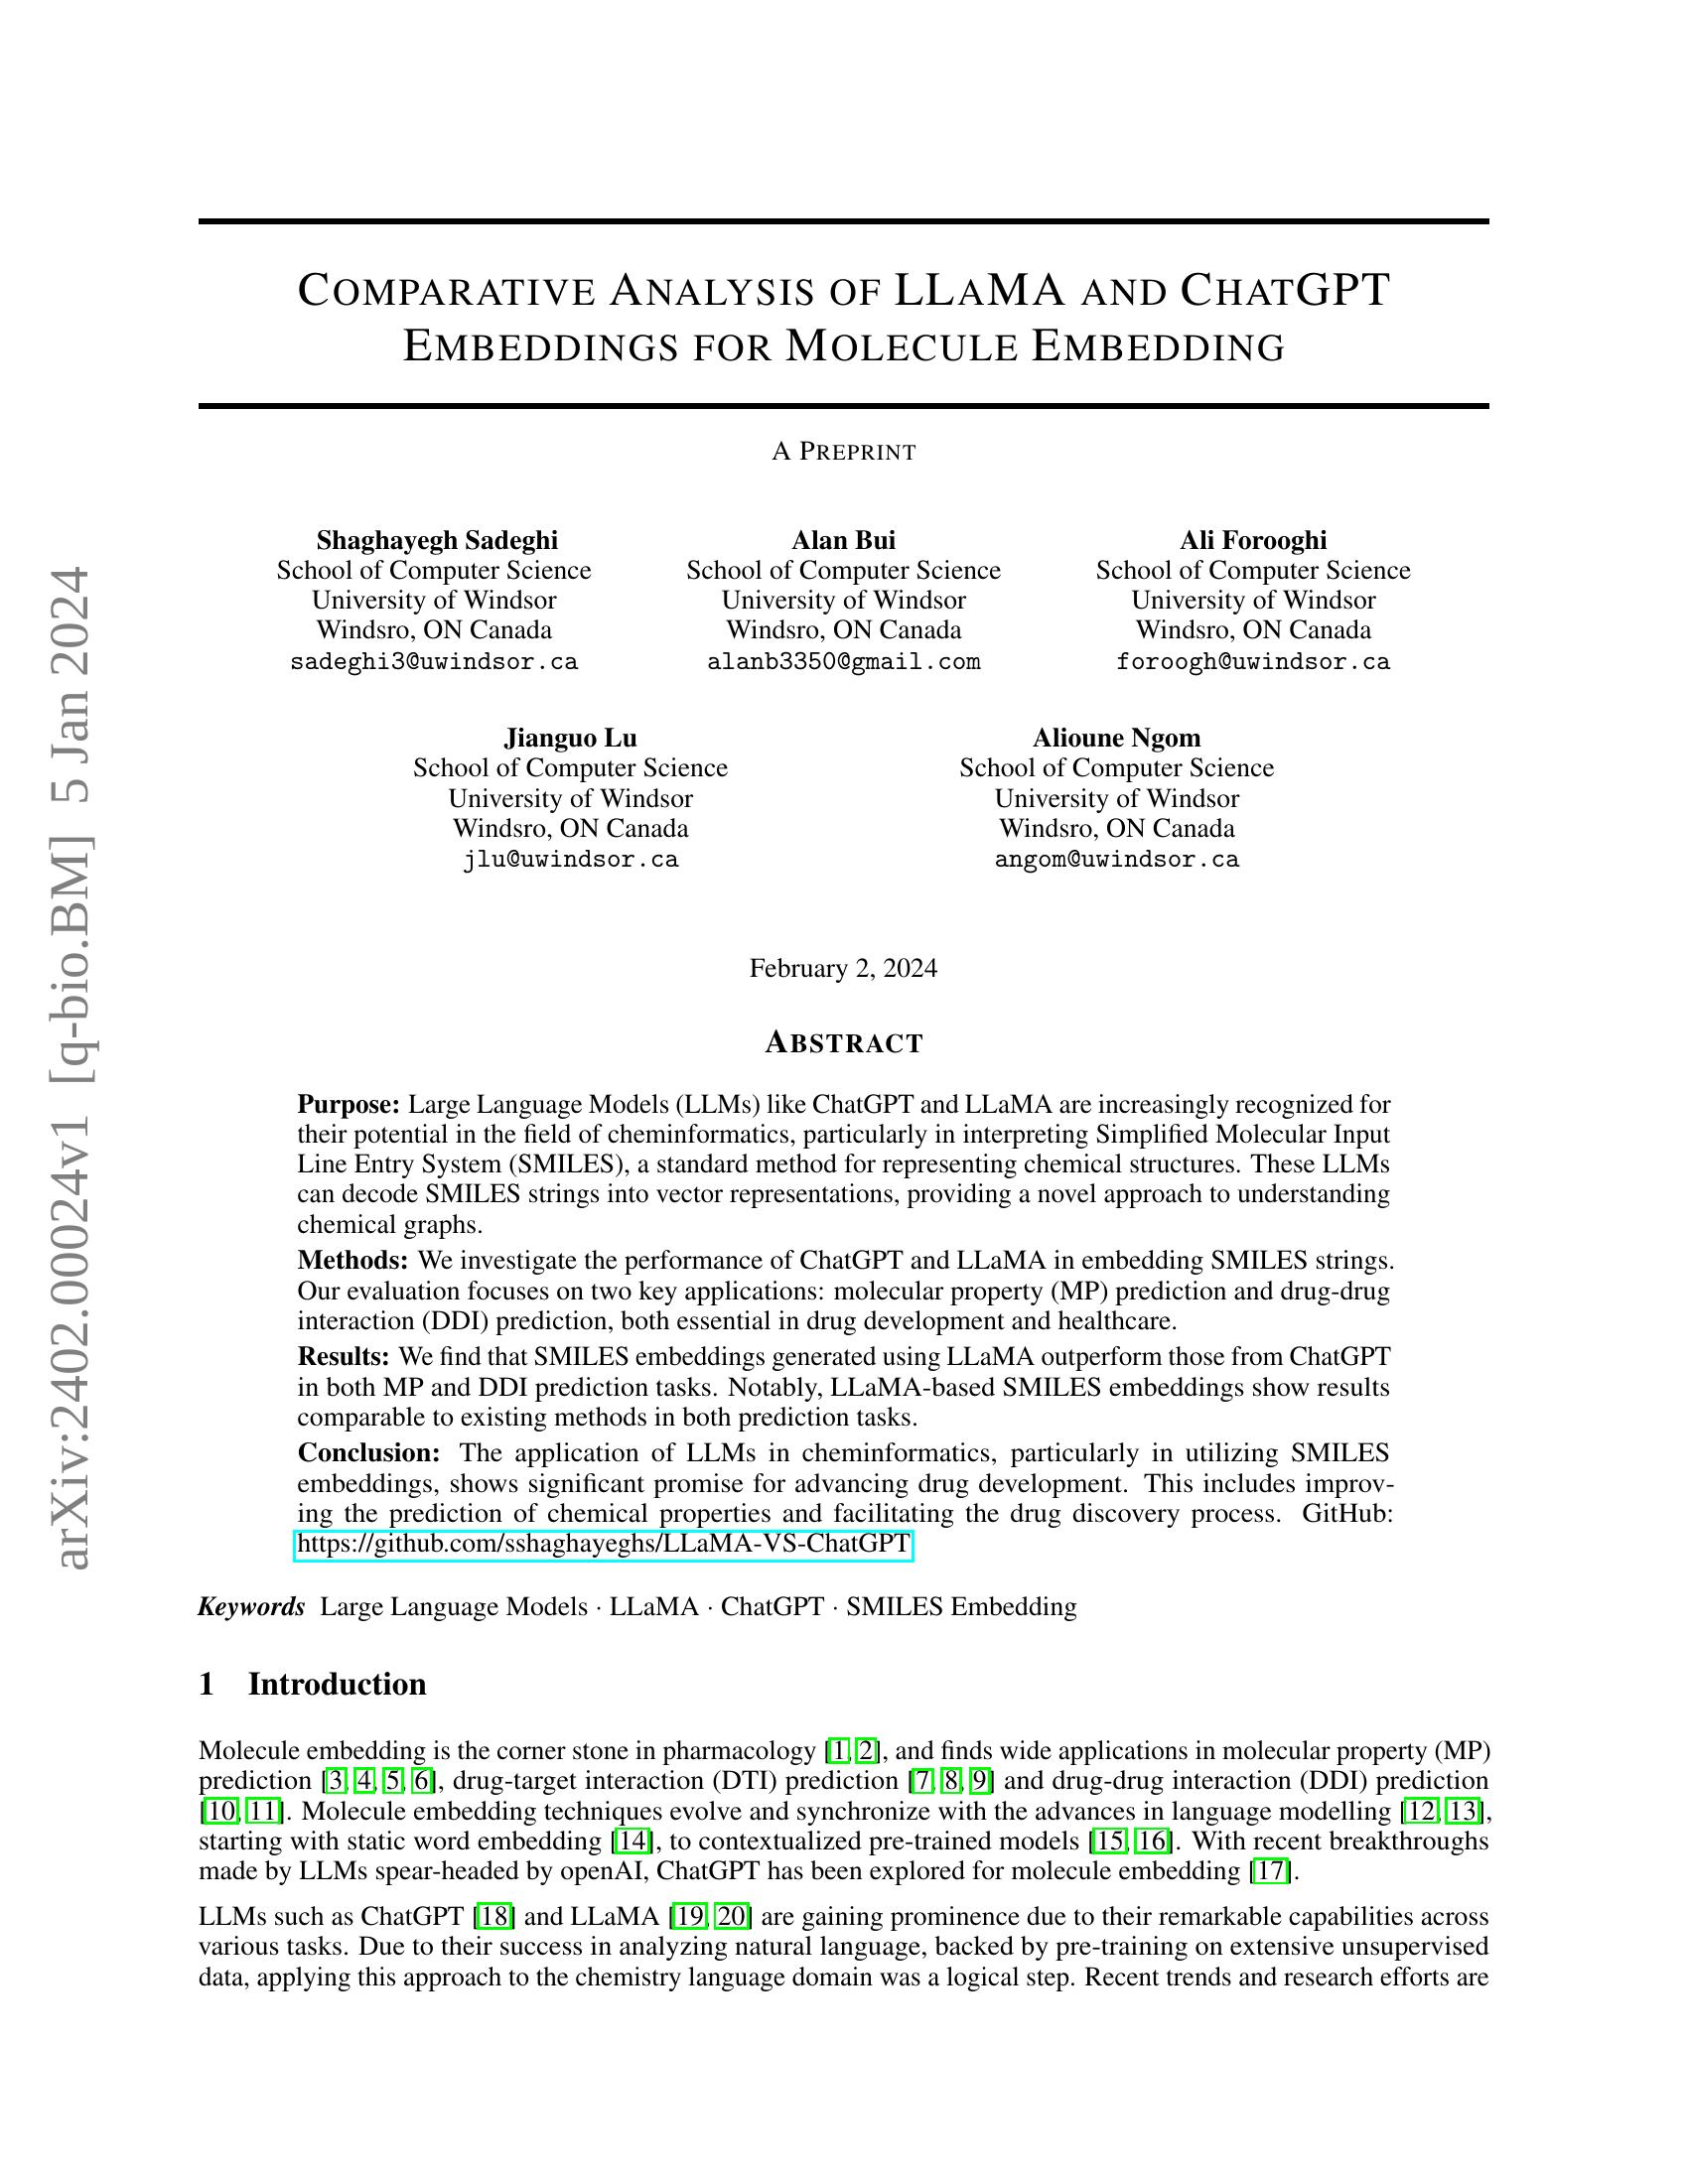 arXiv:2402.00024v1 [q-bio.BM] 5 Jan 2024
COMPARATIVE ANALYSIS OF LLAMA AND CHATGPT
EMBEDDINGS FOR MOLECULE EMBEDDING
A PREPRINT
Shaghayegh Sadeghi
School of Computer Science
University of Windsor
Windsro, ON Canada
sadeghi3@uwindsor.ca
Alan Bui
School of Computer Science
University of Windsor
Windsro, ON Canada
alanb3350@gmail.com
Ali Forooghi
School of Computer Science
University of Windsor
Windsro, ON Canada
foroogh@uwindsor.ca
Jianguo Lu
School of Computer Science
University of Windsor
Windsro, ON Canada
jlu@uwindsor.ca
Alioune Ngom
School of Computer Science
University of Windsor
Windsro, ON Canada
angom@uwindsor.ca
February 2, 2024
ABSTRACT
Purpose: Large Language Models (LLMs) like ChatGPT and LLaMA are increasingly recognized for
their potential in the field of cheminformatics, particularly in interpreting Simplified Molecular Input
Line Entry System (SMILES), a standard method for representing chemical structures. These LLMs
can decode SMILES strings into vector representations, providing a novel approach to understanding
chemical graphs.
Methods: We investigate the performance of ChatGPT and LLaMA in embedding SMILES strings.
Our evaluation focuses on two key applications: molecular property (MP) prediction and drug-drug
interaction (DDI) prediction, both essential in drug development and healthcare.
Results: We find that SMILES embeddings generated using LLaMA outperform those from ChatGPT
in both MP and DDI prediction tasks. Notably, LLaMA-based SMILES embeddings show results
comparable to existing methods in both prediction tasks.
Conclusion: The application of LLMs in cheminformatics, particularly in utilizing SMILES
embeddings, shows significant promise for advancing drug development. This includes improv-
ing the prediction of chemical properties and facilitating the drug discovery process. GitHub:
https://github.com/sshaghayeghs/LLaMA-VS-ChatGPT
Keywords Large Language Models · LLaMA · ChatGPT · SMILES Embedding
1 Introduction
Molecule embedding is the corner stone in pharmacology [1, 2], and finds wide applications in molecular property (MP)
prediction [3, 4, 5, 6], drug-target interaction (DTI) prediction [7, 8, 9] and drug-drug interaction (DDI) prediction
[10, 11]. Molecule embedding techniques evolve and synchronize with the advances in language modelling [12, 13],
starting with static word embedding [14], to contextualized pre-trained models [15, 16]. With recent breakthroughs
made by LLMs spear-headed by openAI, ChatGPT has been explored for molecule embedding [17].
LLMs such as ChatGPT [18] and LLaMA [19, 20] are gaining prominence due to their remarkable capabilities across
various tasks. Due to their success in analyzing natural language, backed by pre-training on extensive unsupervised
data, applying this approach to the chemistry language domain was a logical step. Recent trends and research efforts are